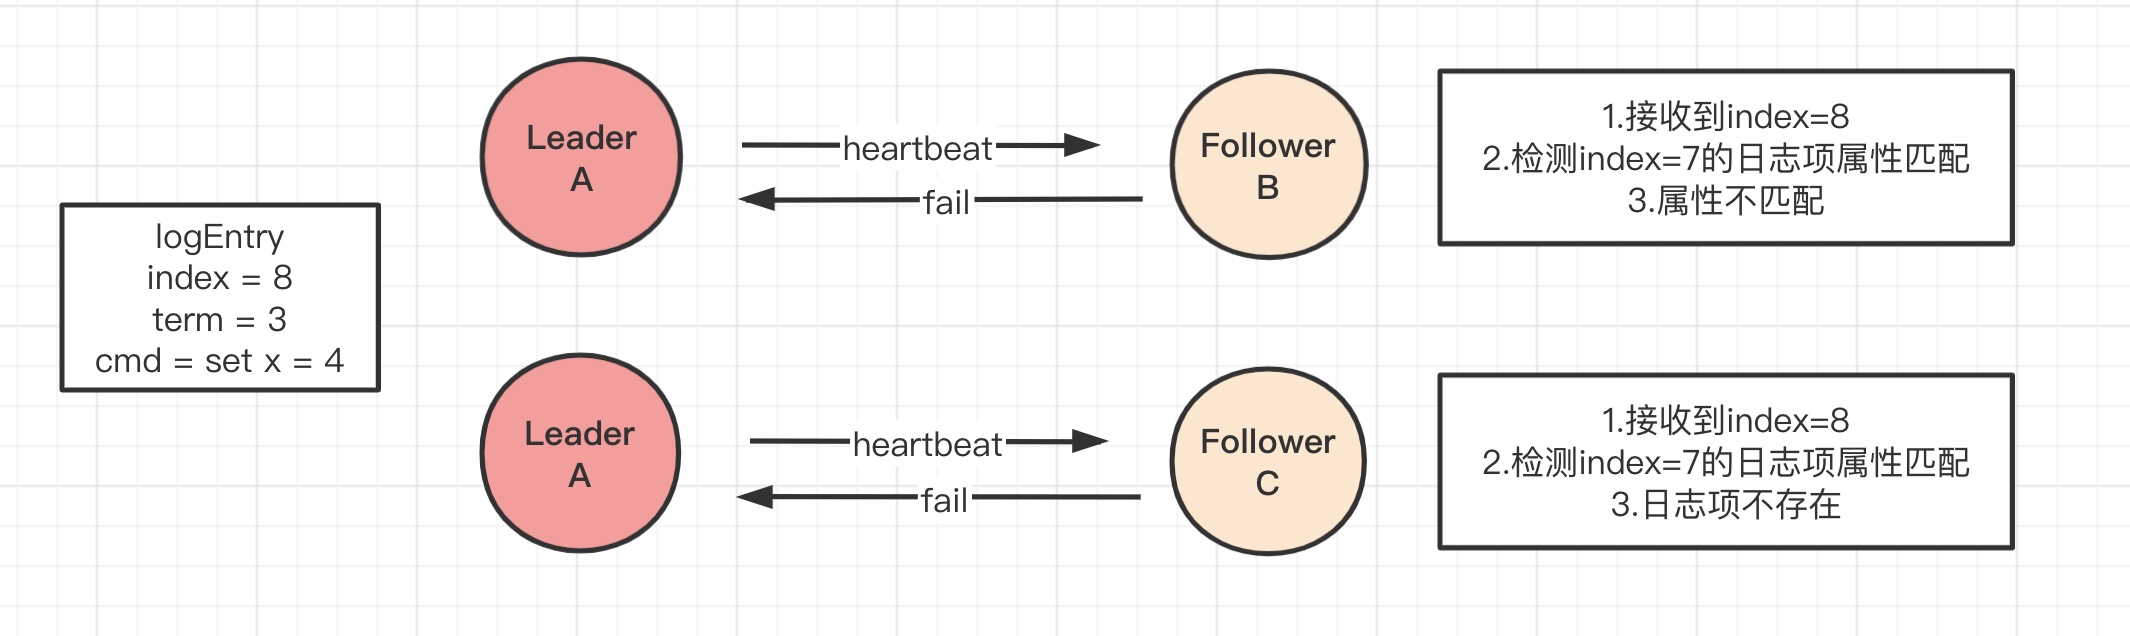 logEntry
index = 8
term = 3
cmd = set x = 4
Leader
A
heartbeat
fail
Follower
B
1.接收到index=8
2.检测index=7的日志项属性匹配
3.属性不匹配
Leader
A
heartbeat
fail
Follower
C
1.接收到index=8
2.检测index=7的日志项属性匹配
3.日志项不存在